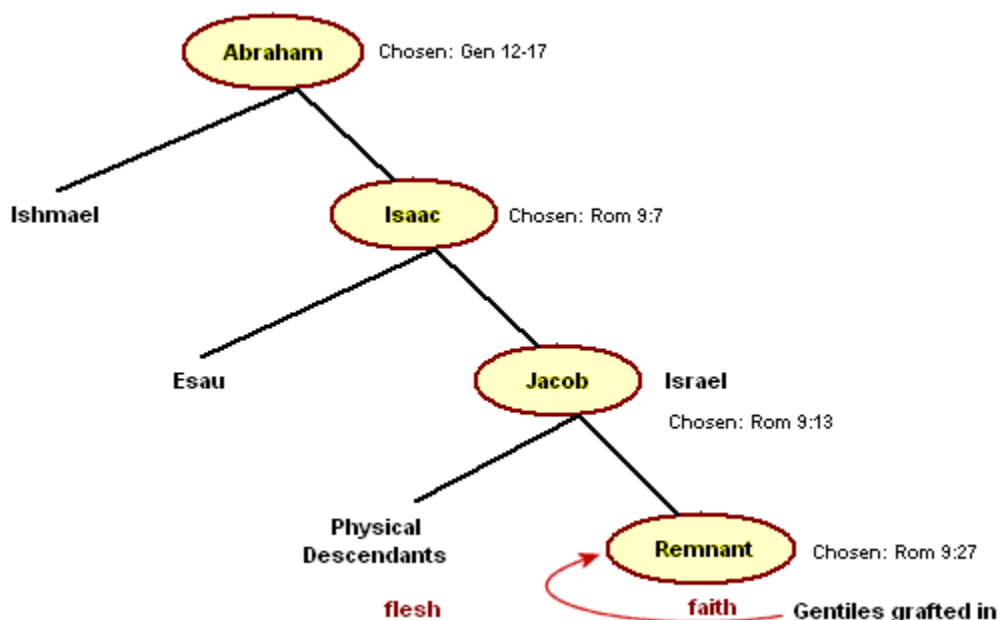 Abraham
Chosen: Gen 12-17
Ishmael
Isaac
Chosen: Rom 9:7
Esau
Jacob
Israel
Chosen: Rom 9:13
Physical
Descendants
Remnant
Chosen: Rom 9:27
flesh
faith
Gentiles grafted in